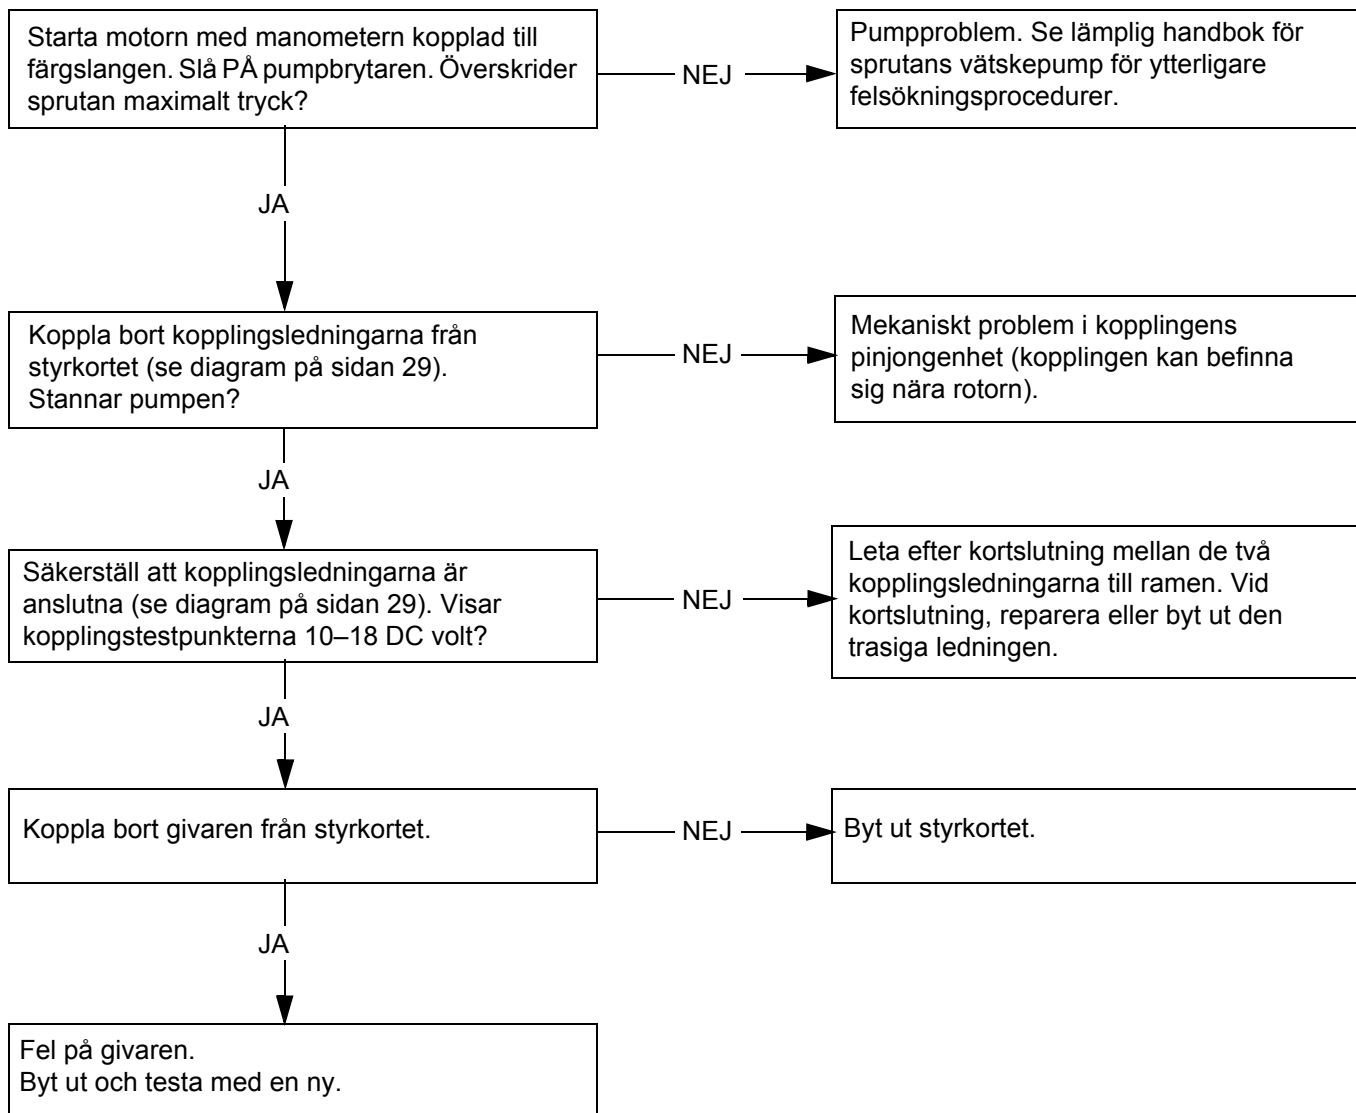 Starta motorn med manometern kopplad till
färgslangen. Slå PÅ pumpbrytaren. Överskrider
sprutan maximalt tryck?
NEJ
Pumpproblem. Se lämplig handbok för
sprutans vätskepump för ytterligare
felsökningsprocedurer.
JA
Koppla bort kopplingsledningarna från
styrkortet (se diagram på sidan 29).
Stannar pumpen?
NEJ
Mekaniskt problem i kopplingens
pinjongenhet (kopplingen kan befinna
sig nära rotorn).
JA
Säkerställ att kopplingsledningarna är
anslutna (se diagram på sidan 29). Visar
kopplingstestpunkterna 10–18 DC volt?
NEJ
Leta efter kortslutning mellan de två
kopplingsledningarna till ramen. Vid
kortslutning, reparera eller byt ut den
trasiga ledningen.
JA
Koppla bort givaren från styrkortet.
NEJ
Byt ut styrkortet.
JA
Fel på givaren.
Byt ut och testa med en ny.